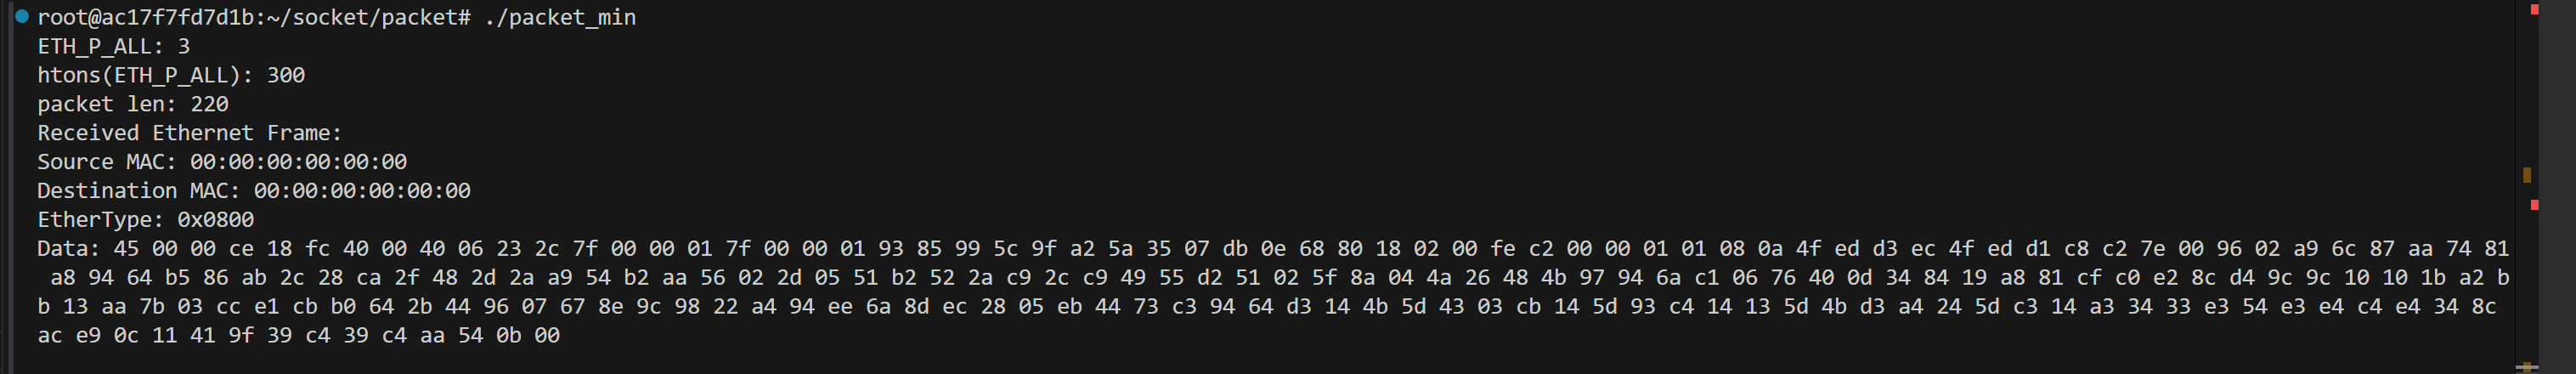 root@ac17f7fd7d1b:~/socket/packet# ./packet_min
ETH_P_ALL: 3
htons(ETH_P_ALL): 300
packet len: 220
Received Ethernet Frame:
Source MAC: 00:00:00:00:00:00
Destination MAC: 00:00:00:00:00:00
EtherType: 0x0800
Data: 45 00 00 ce 18 fc 40 00 40 06 23 2c 7f 00 00 01 7f 00 00 01 93 85 99 5c 9f a2 5a 35 07 db 0e 68 80 18 02 00 fe c2 00 00 01 01 08 0a 4f ed d3 ec 4f ed d1 c8 c2 7e 00 96 02 a9 6c 87 aa 74 81
a8 94 64 b5 86 ab 2c 28 ca 2f 48 2d 2a a9 54 b2 aa 56 02 2d 05 51 b2 52 2a c9 2c c9 49 55 d2 51 02 5f 8a 04 4a 26 48 4b 97 94 6a c1 06 76 40 0d 34 84 19 a8 81 cf c0 e2 8c d4 9c 9c 10 10 1b a2 b
b 13 aa 7b 03 cc e1 cb b0 64 2b 44 96 07 67 8e 9c 98 22 a4 94 ee 6a 8d ec 28 05 eb 44 73 c3 94 64 d3 14 4b 5d 43 03 cb 14 5d 93 c4 14 13 5d 4b d3 a4 24 5d c3 14 a3 34 33 e3 54 e3 e4 c4 e4 34 8c
ac e9 0c 11 41 9f 39 c4 39 c4 aa 54 0b 00